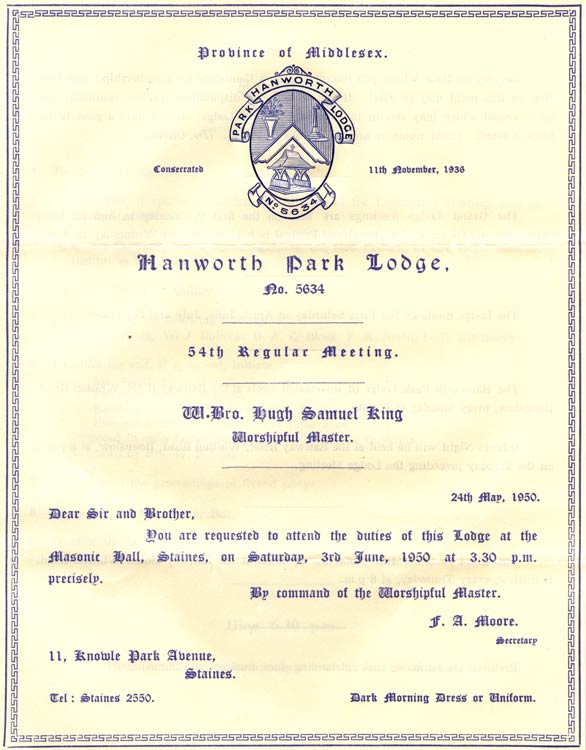 Province of Middlesex.
HANWORTH
PARK LODGE
Nº 5634
Conserrated 11th November, 1936
Hanworth Park Lodge,
No. 5634
54th Regular Meeting.
W.Bro. Hugh Samuel King
Worshipful Master.
24th May, 1950.
Dear Sir and Brother,
You are requested to attend the duties of this Lodge at the
Masonic Hall, Staines, on Saturday, 3rd June, 1950 at 3.30 p.m.
precisely.
By command of the Worshipful Master.
F. A. Moore.
Secretary
11, Knowle Park Avenue,
Staines.
Tel : Staines 2550.
Dark Morning Dress or Uniform.